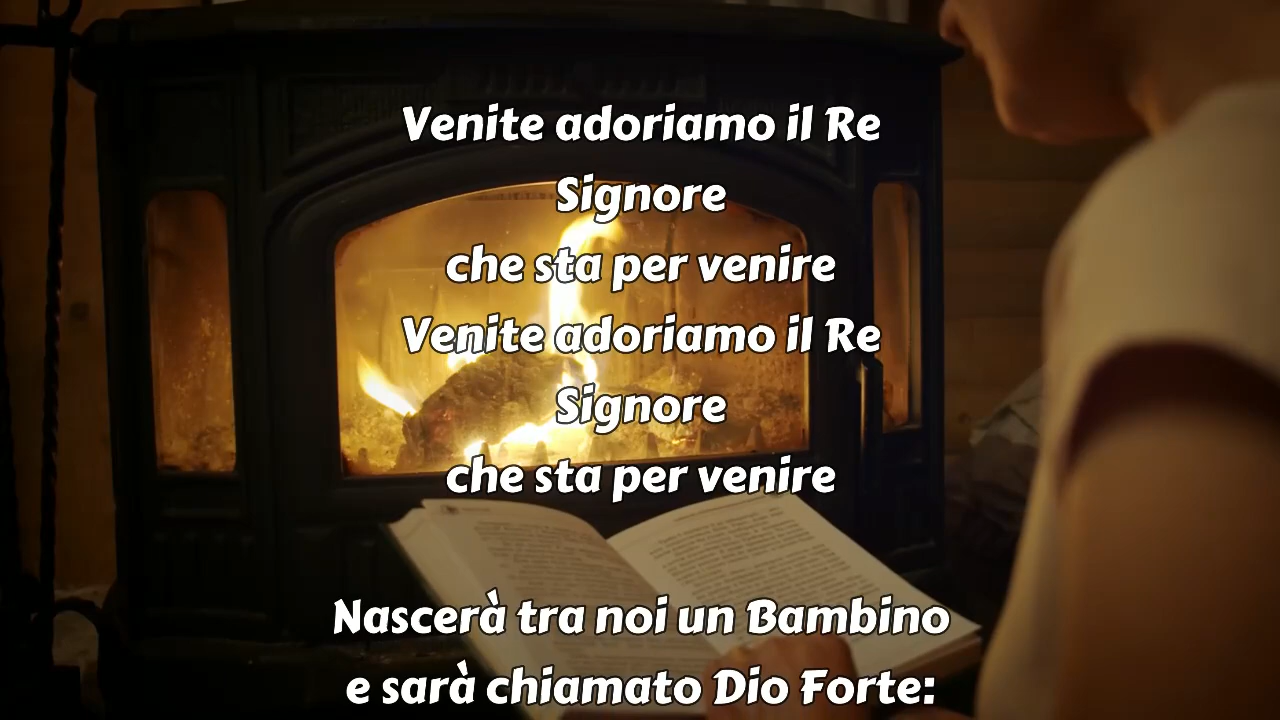 Venite adoriamo il Re
Signore
che sta per venire
Venite adoriamo il Re
Signore
che sta per venire
Nascerà tra noi un Bambino
e sarà chiamato Dio Forte: